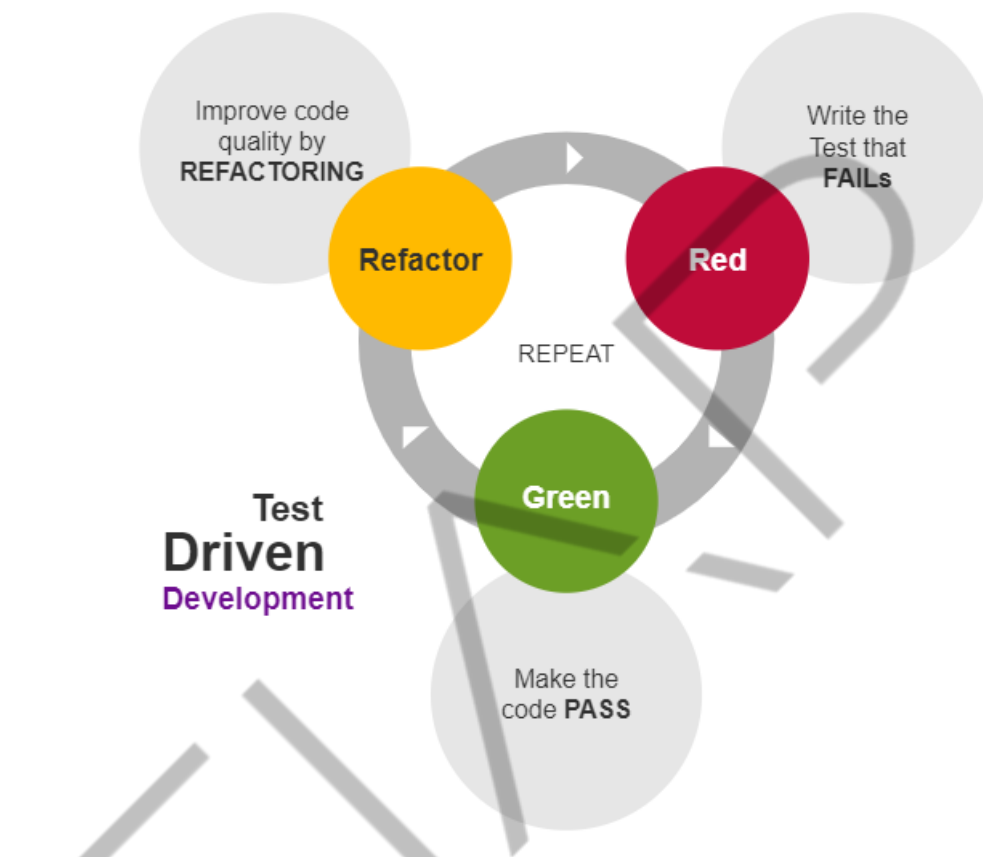 Improve code
quality by
REFACTORING
Write the
Test that
FAILs
Refactor
Red
REPEAT
Green
Test
Driven
Development
Make the
code PASS